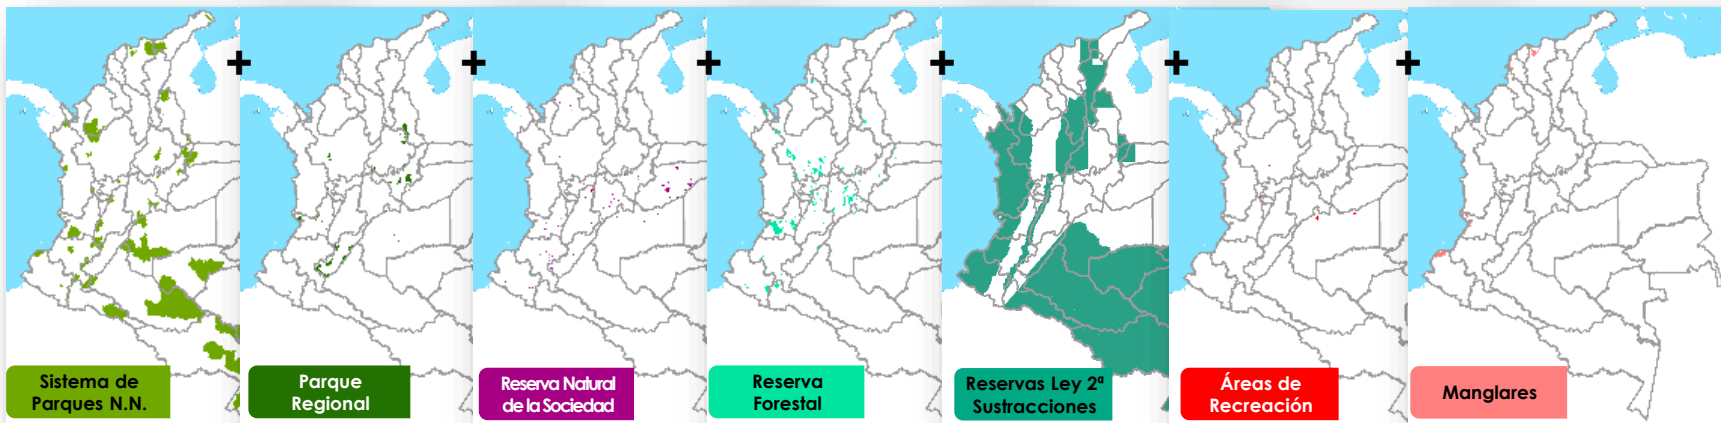 + + + + + +
Sistema de
Parques N.N.
Parque
Regional
Reserva Natural
de la Sociedad
Reserva
Forestal
Reservas Ley 2ª
Sustracciones
Áreas de
Recreación
Manglares